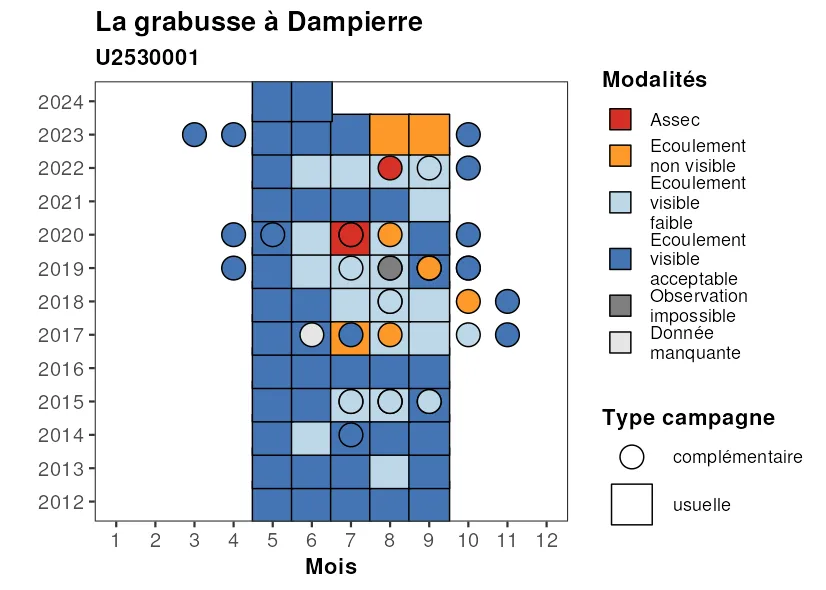 La grabusse à Dampierre
U2530001
2024
2023
2022
2021
2020
2019
2018
2017
2016
2015
2014
2013
2012
1 2 3 4 5 6 7 8 9 10 11 12
Mois
Modalités
Assec
Ecoulement
non visible
Ecoulement
visible
faible
Ecoulement
visible
acceptable
Observation
impossible
Donnée
manquante
Type campagne
complémentaire
usuelle